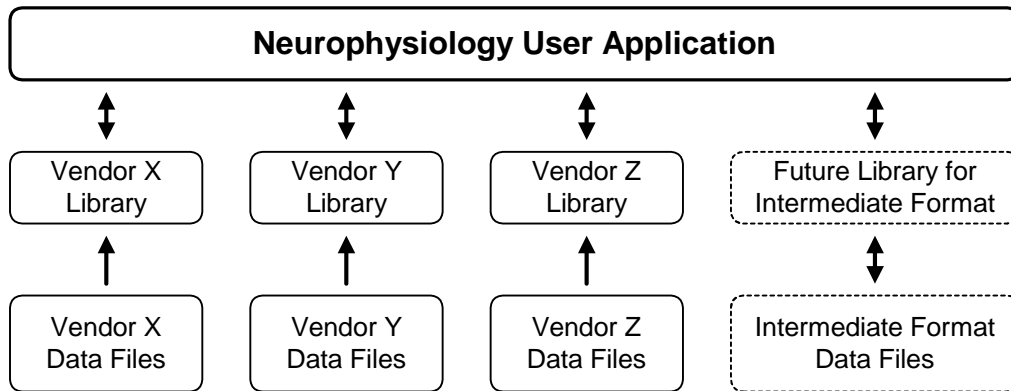 Neurophysiology User Application
Vendor X
Library
Vendor Y
Library
Vendor Z
Library
Future Library for
Intermediate Format
Vendor X
Data Files
Vendor Y
Data Files
Vendor Z
Data Files
Intermediate Format
Data Files